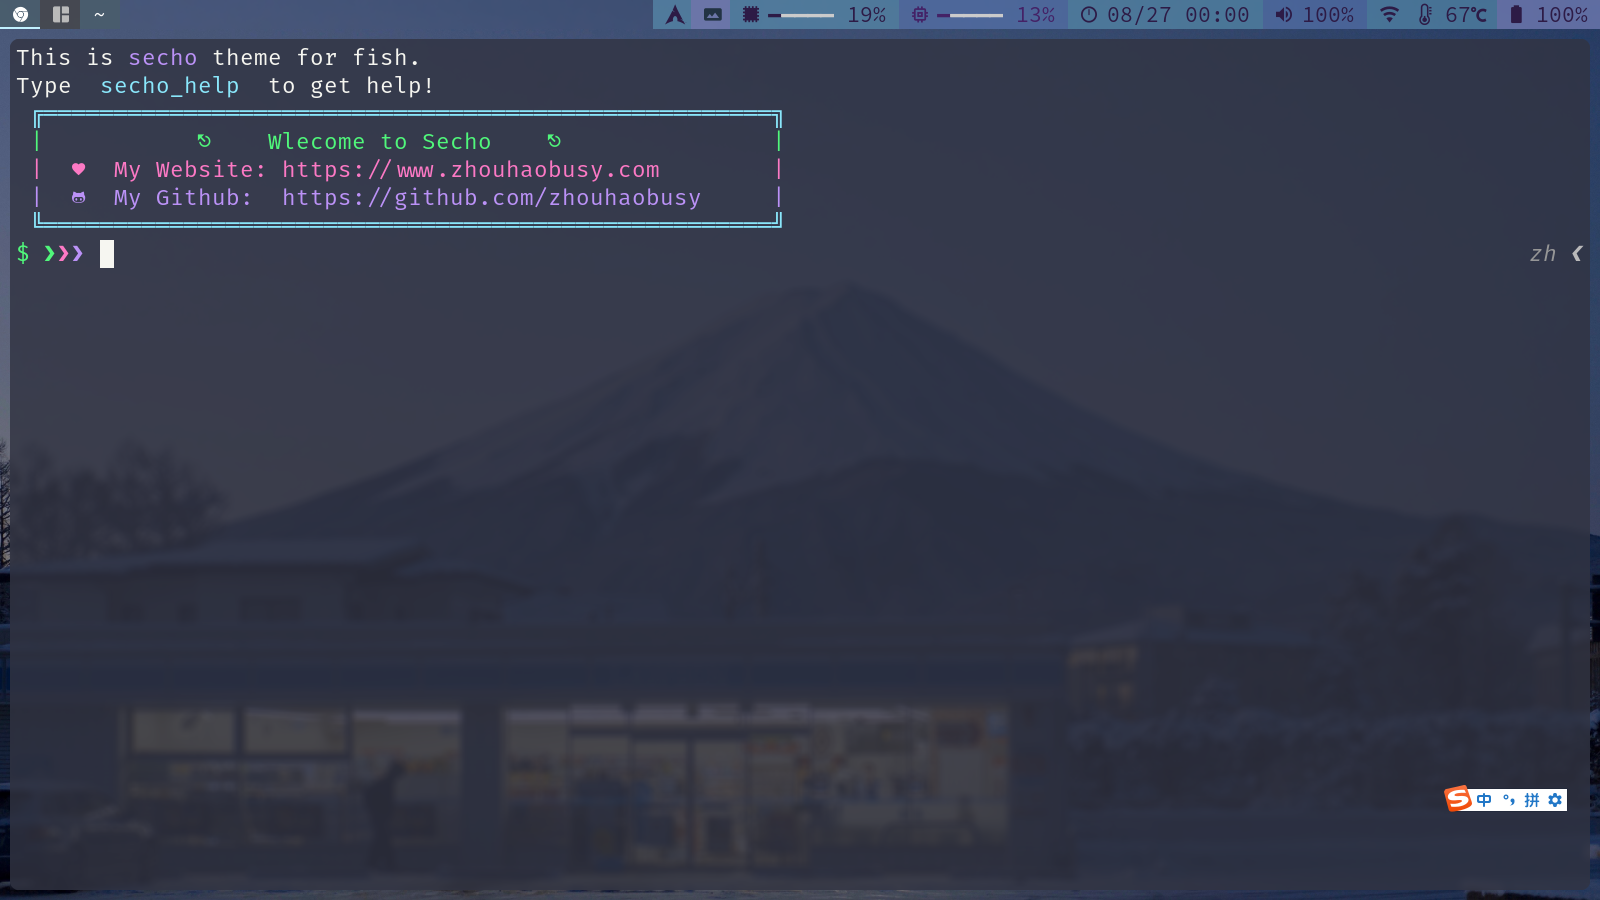 ~ 19% 13% 08/27 00:00 100% 67℃ 100%
This is secho theme for fish.
Type secho_help to get help!
Wlecome to Secho
My Website: https://www.zhouhaobusy.com
My Github: https://github.com/zhouhaobusy
$ ❯❯❯ zh ❮
S 中 °, 拼